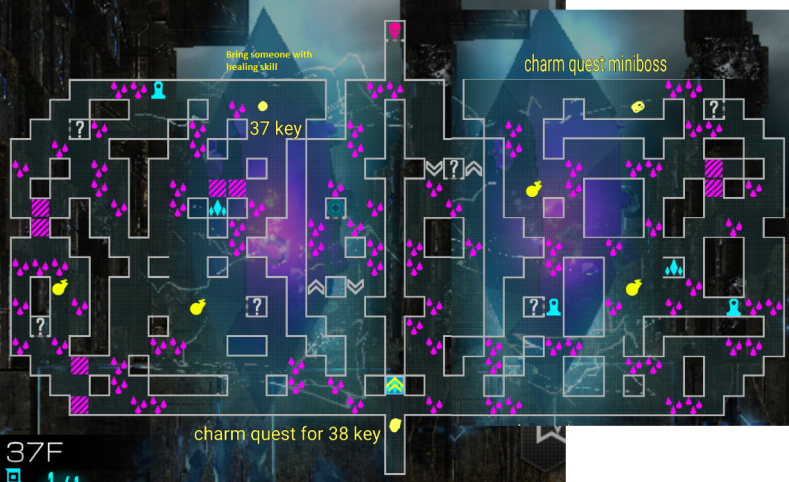 Bring someone with
healing skill
charm quest miniboss
?
?
37 key
?
?
?
?
charm quest for 38 key
37F